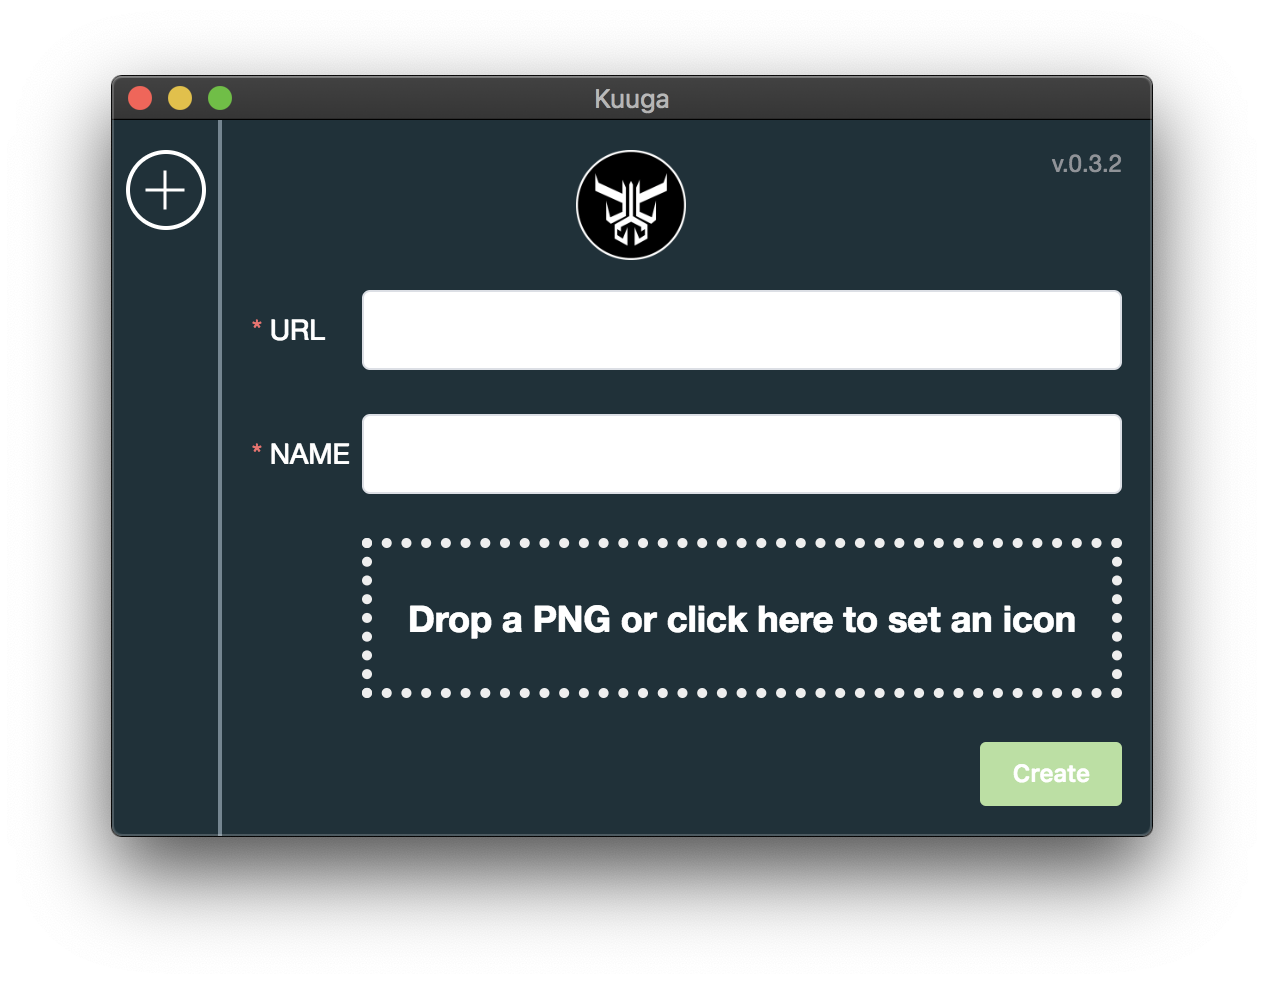 Kuuga
v.0.3.2
* URL
* NAME
Drop a PNG or click here to set an icon
Create